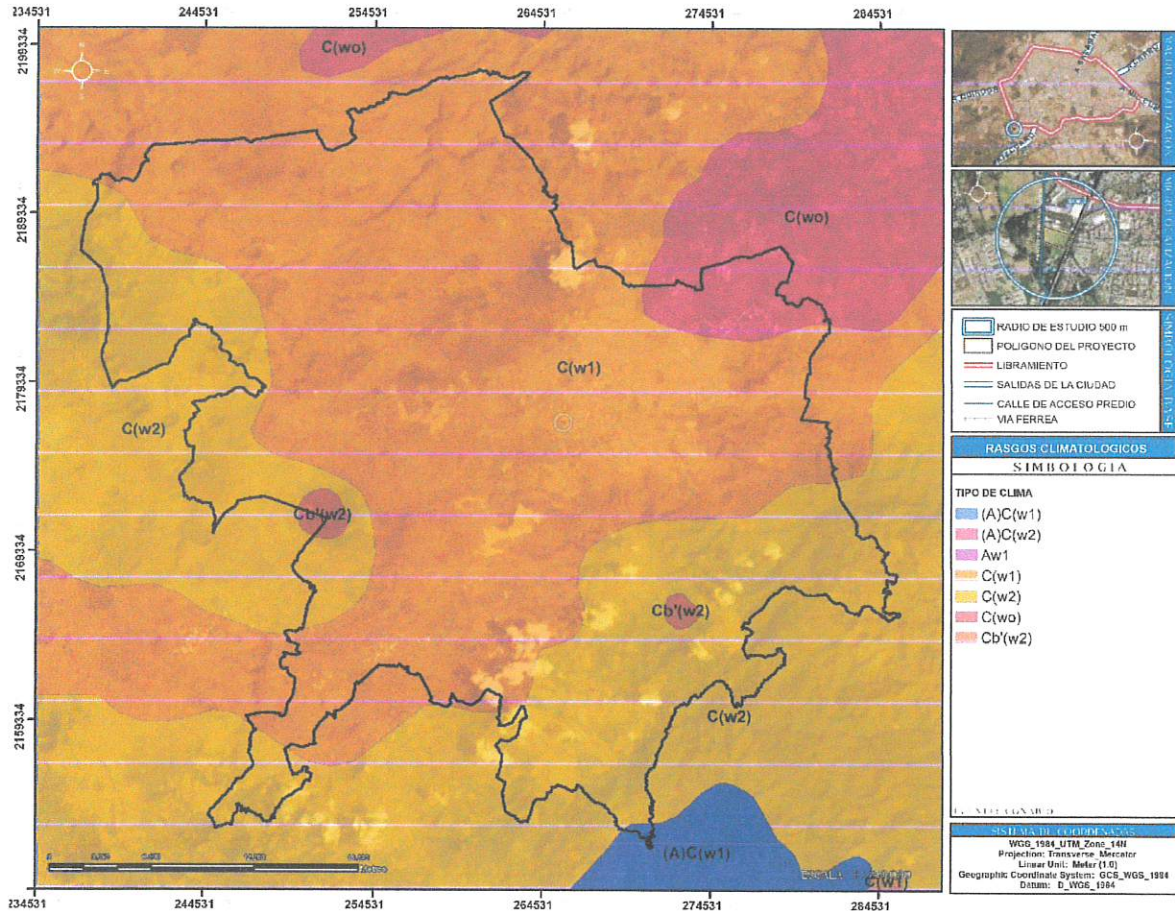 234531 244531 254531 264531 274531 284531
2199334
2189334
2179334
2169334
2159334
C(wo)
C(wo)
C(w1)
C(w2)
Cb'(w2)
Cb'(w2)
C(w2)
(A)C(w1)
C(w1)
234531 244531 254531 264531 274531 284531
RADIO DE ESTUDIO 500 m
POLIGONO DEL PROYECTO
LIBRAMIENTO
SALIDAS DE LA CIUDAD
CALLE DE ACCESO PREDIO
VIA FERREA
RASGOS CLIMATOLOGICOS
SIMBOLOGIA
TIPO DE CLIMA
(A)C(w1)
(A)C(w2)
Aw1
C(w1)
C(w2)
C(wo)
Cb'(w2)
SISTEMA DE COORDENADAS
WGS_1984_UTM_Zone_14N
Projection: Transverse_Mercator
Linear Unit: Meter (1.0)
Geographic Coordinate System: GCS_WGS_1984
Datum: D_WGS_1984